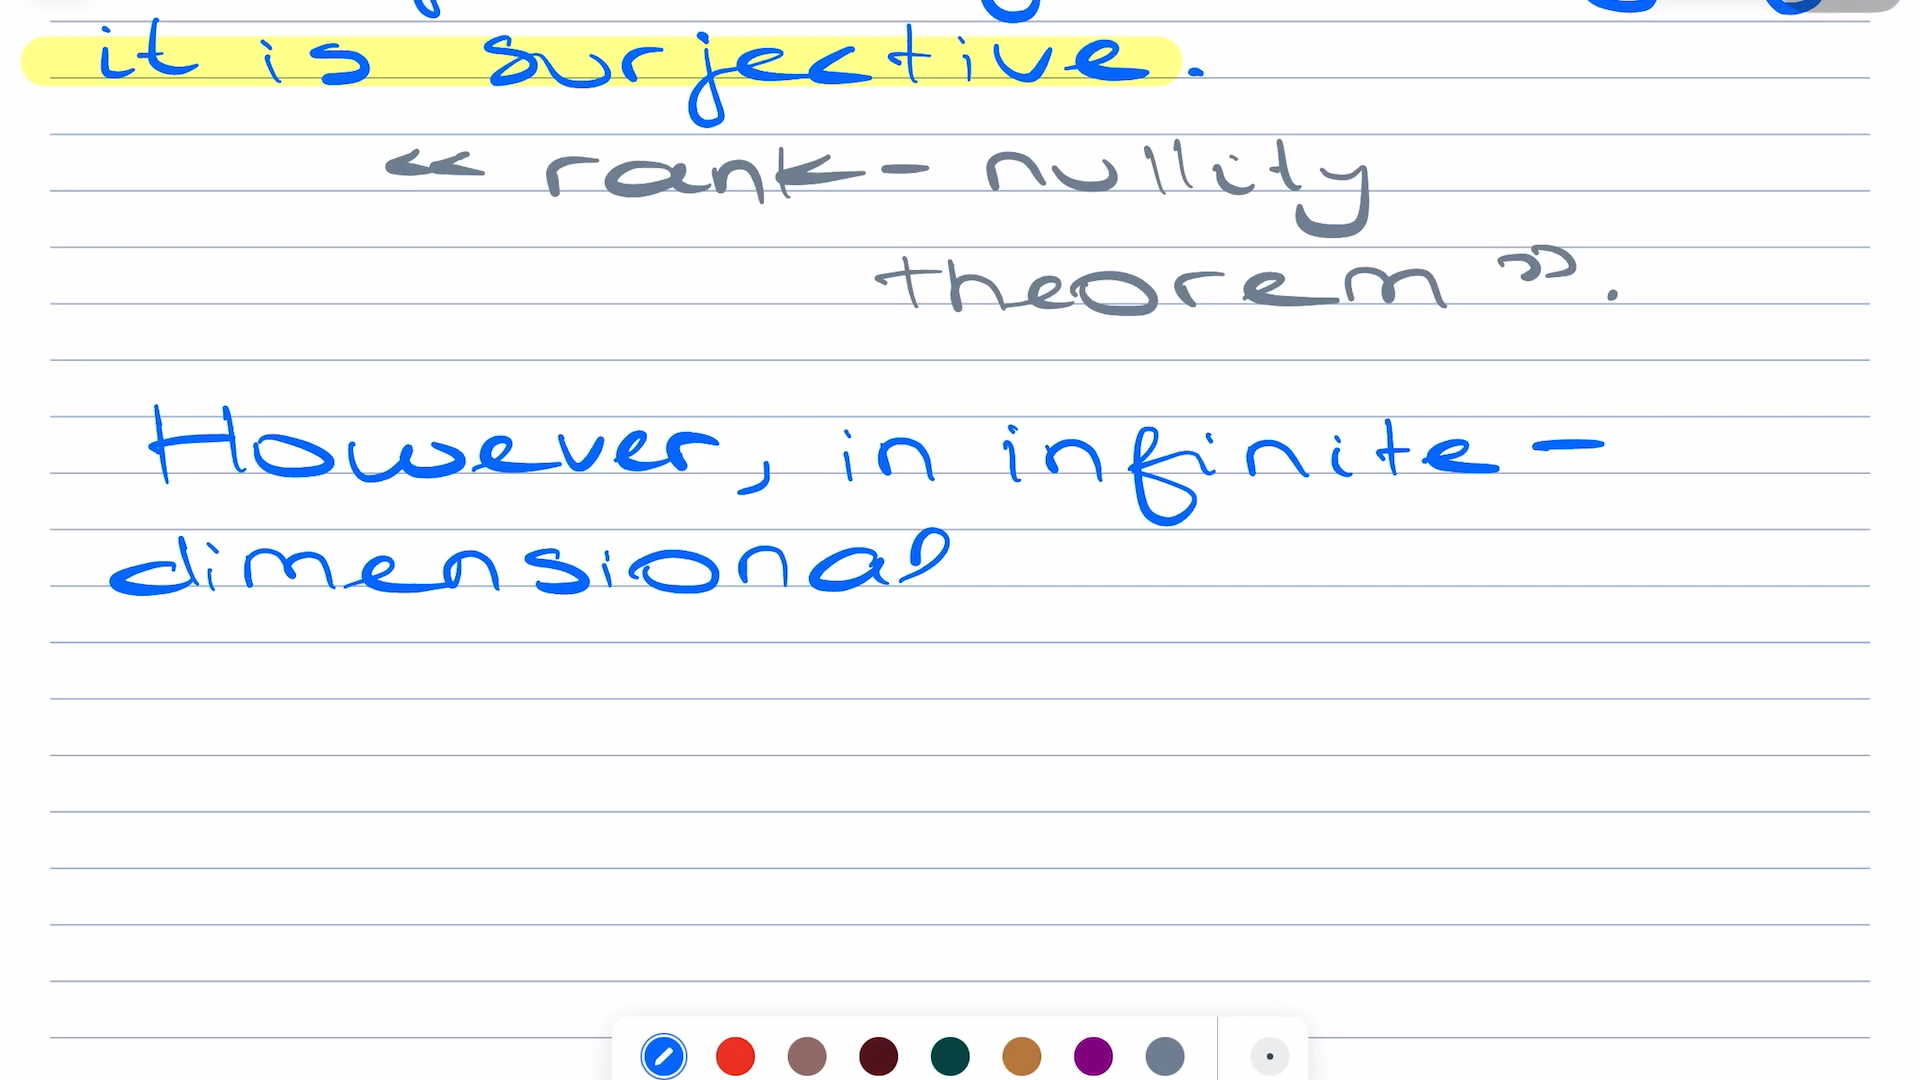 it is surjective.
« rank-nullity
theorem ».
However, in infinite-
dimensional